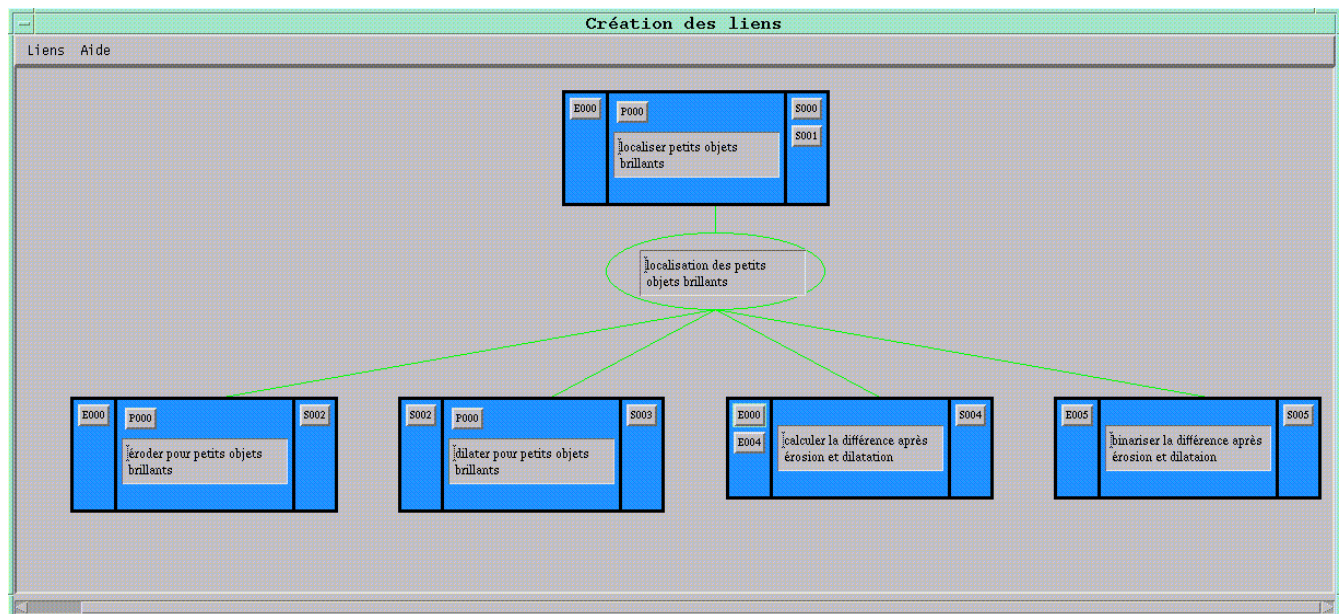 Création des liens
Liens Aide
E000
P000
S000
S001
localiser petits objets
brillants
localisation des petits
objets brillants
E000
P000
S002
éroder pour petits objets
brillants
S002
P000
S003
dilater pour petits objets
brillants
E000
E004
S004
calculer la différence après
érosion et dilatation
E005
S005
binariser la différence après
érosion et dilataion